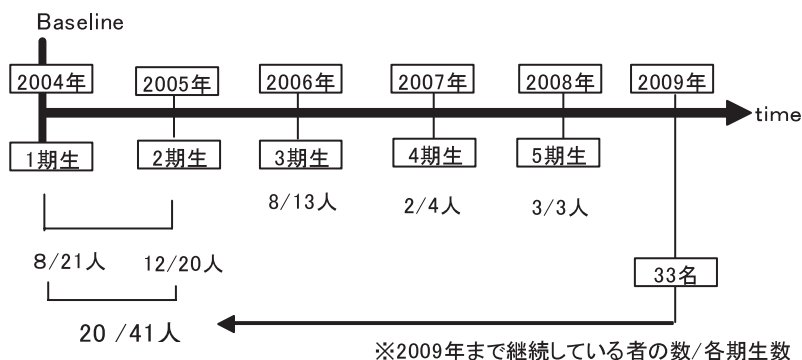 Baseline
2004年 2005年 2006年 2007年 2008年 2009年
time
1期生 2期生 3期生 4期生 5期生
8/13人 2/4人 3/3人
8/21人 12/20人
33名
20 /41人
※2009年まで継続している者の数/各期生数